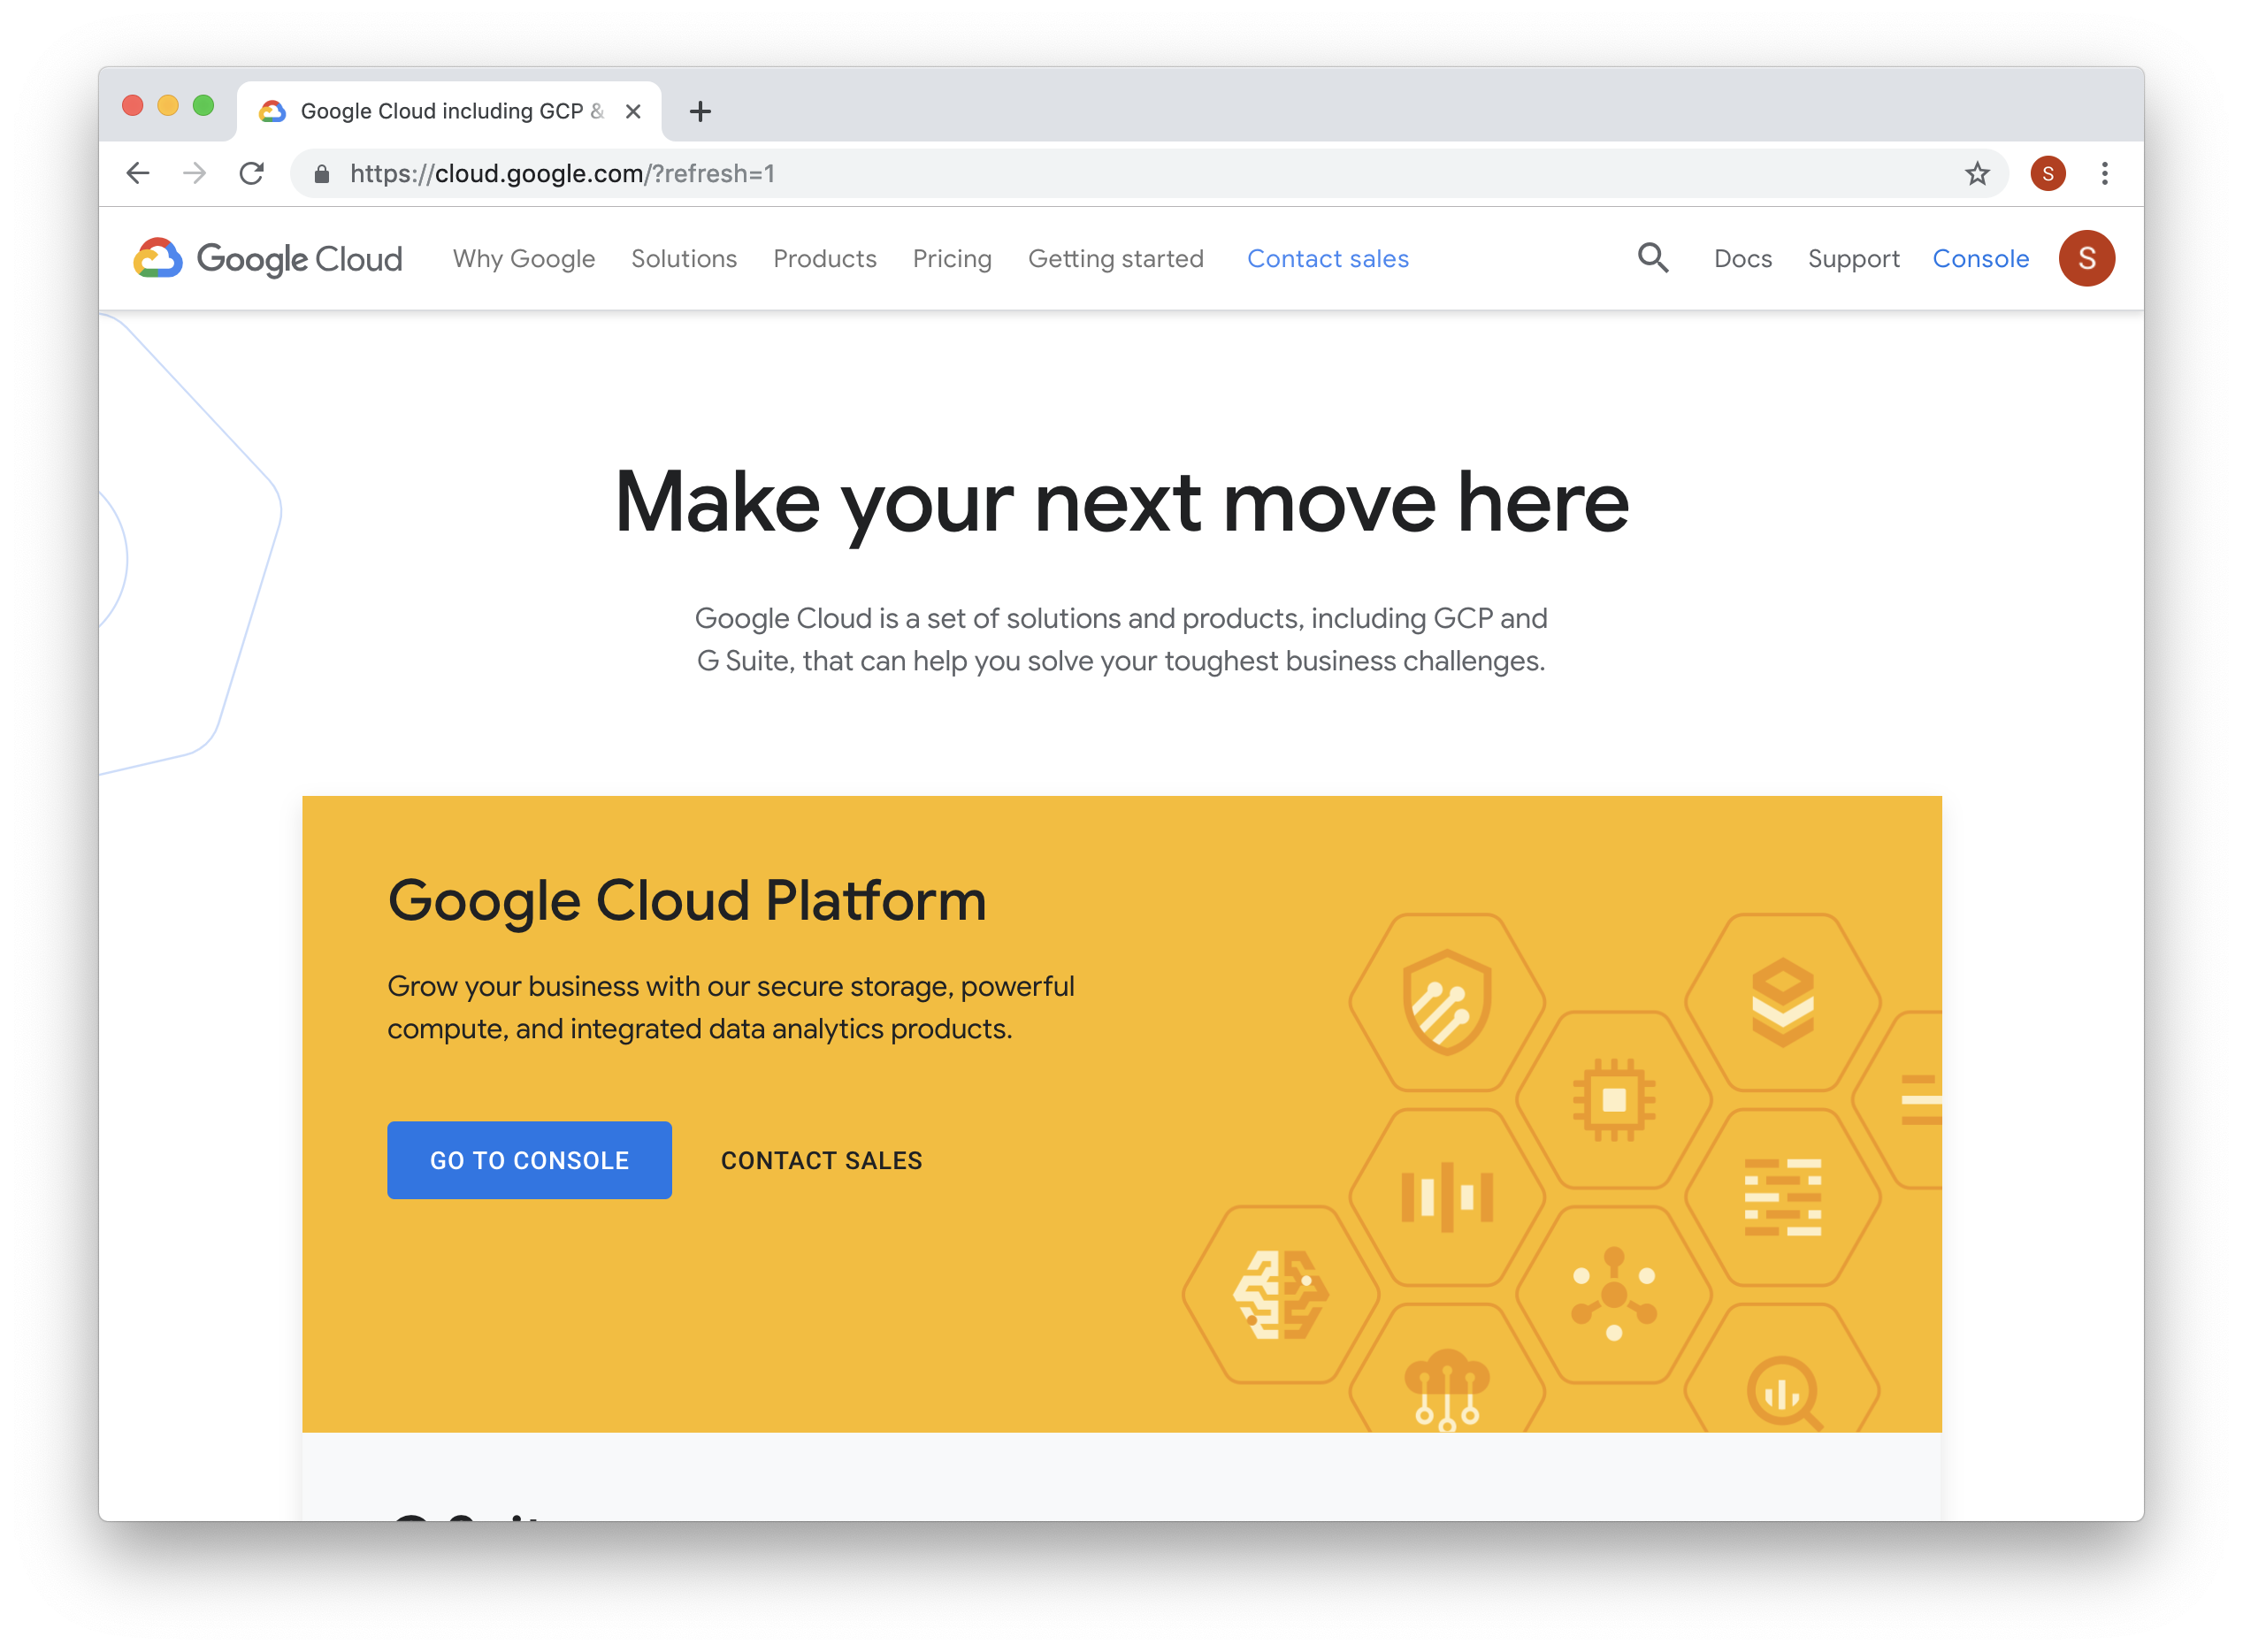 Google Cloud including GCP &
https://cloud.google.com/?refresh=1
S
Google Cloud Why Google Solutions Products Pricing Getting started Contact sales Docs Support Console S
Make your next move here
Google Cloud is a set of solutions and products, including GCP and
G Suite, that can help you solve your toughest business challenges.
Google Cloud Platform
Grow your business with our secure storage, powerful
compute, and integrated data analytics products.
GO TO CONSOLE CONTACT SALES